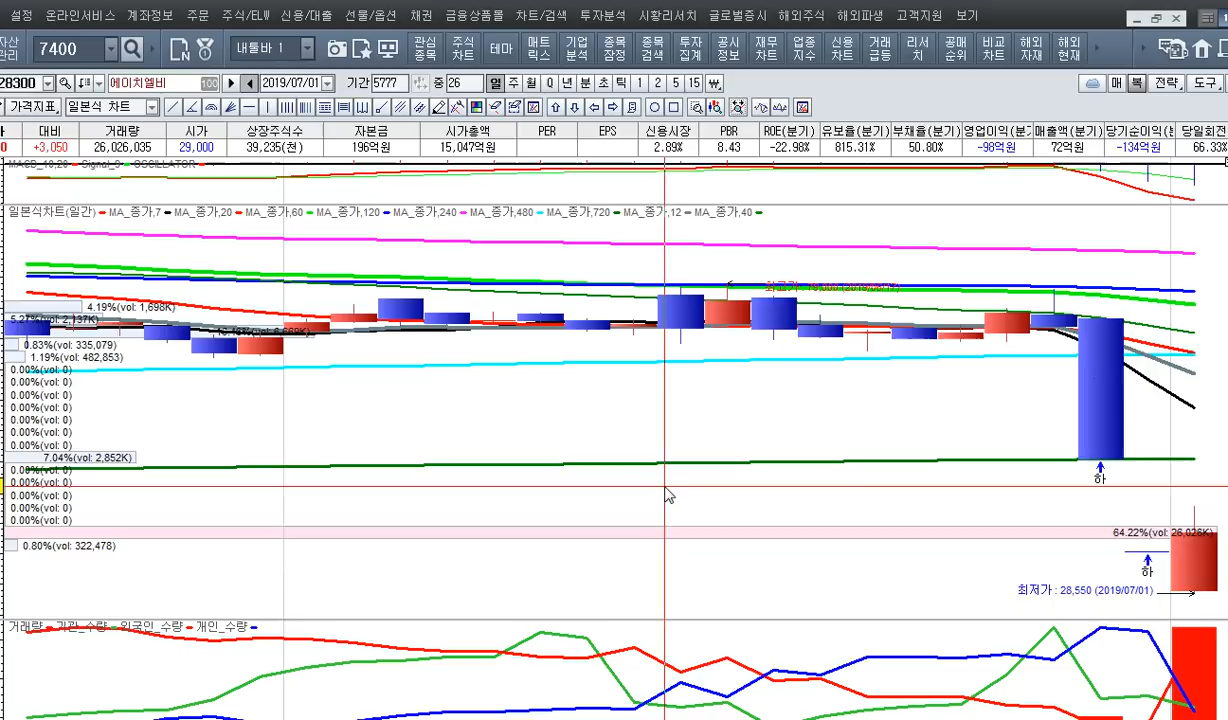 설정 온라인서비스 계좌정보 주문 주식/ELW 신용/대출 선물/옵션 채권 금융상품몰 차트/검색 투자분석 시황리서치 글로벌증시 해외주식 해외파생 고객지원 보기
자산 관리 7400 내툴바 1 관심 종목 주식 차트 테마 매트 릭스 기업 분석 종목 잠정 종목 검색 투자 집계 공시 정보 재무 차트 업종 지수 신용 차트 거래 급등 리서 치 공매 순위 비교 차트 해외 자재 해외 현재
28300 에이치엘비 100 2019/07/01 기간 5777 중 26 일 주 월 Q 년 분 초 틱 1 2 5 15 매 복 전략 도구
가격지표 일본식 차트
대비 거래량 시가 상장주식수 자본금 시가총액 PER EPS 신용시장 PBR ROE(분기) 유보율(분기) 부채율(분기) 영업이익(분기 매출액(분기) 당기순이익(분 당일회전
+3,050 26,026,035 29,000 39,235(천) 196억원 15,047억원 2.89% 8.43 -22.98% 815.31% 50.80% -98억원 72억원 -134억원 66.33%
MACD_10,20 Signal_9 OSCILLATOR
일본식차트(일간) MA_종가,7 MA_종가,20 MA_종가,60 MA_종가,120 MA_종가,240 MA_종가,480 MA_종가,720 MA_종가,12 MA_종가,40
4.19%(vol: 1,698K)
5.27%(vol: 2,137K)
0.83%(vol: 335,079)
1.19%(vol: 482,853)
0.00%(vol: 0)
0.00%(vol: 0)
0.00%(vol: 0)
0.00%(vol: 0)
0.00%(vol: 0)
0.00%(vol: 0)
0.00%(vol: 0)
7.04%(vol: 2,852K)
0.00%(vol: 0)
하
0.00%(vol: 0)
0.00%(vol: 0)
0.00%(vol: 0)
0.00%(vol: 0)
64.22%(vol: 26,026K)
0.80%(vol: 322,478)
하
최저가 : 28,550 (2019/07/01)
거래량 기관_수량 외국인_수량 개인_수량